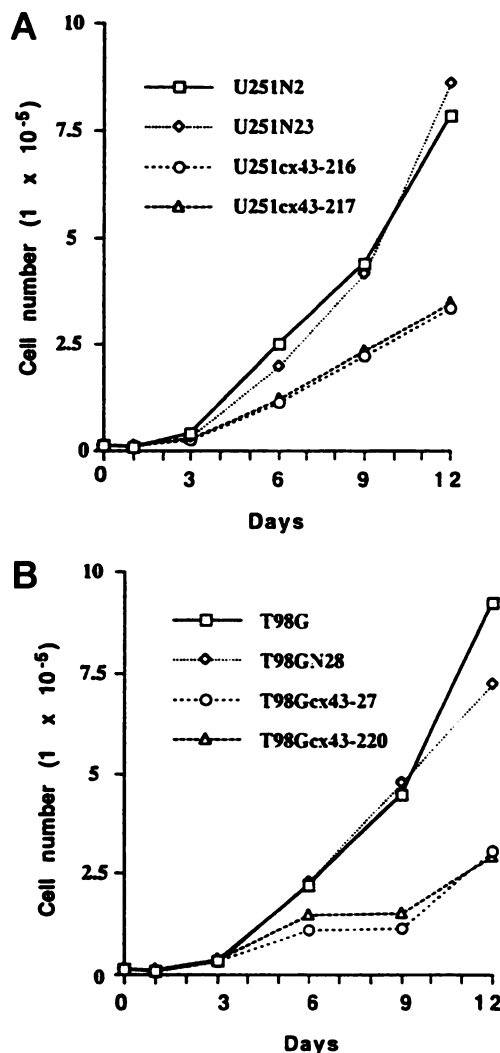 A
10
7.5
5
2.5
0
Cell number (1 x 10-5)
U251N2
U251N23
U251cx43-216
U251cx43-217
0 3 6 9 12
Days
B
10
7.5
5
2.5
0
Cell number (1 x 10-5)
T98G
T98GN28
T98Gcx43-27
T98Gcx43-220
0 3 6 9 12
Days